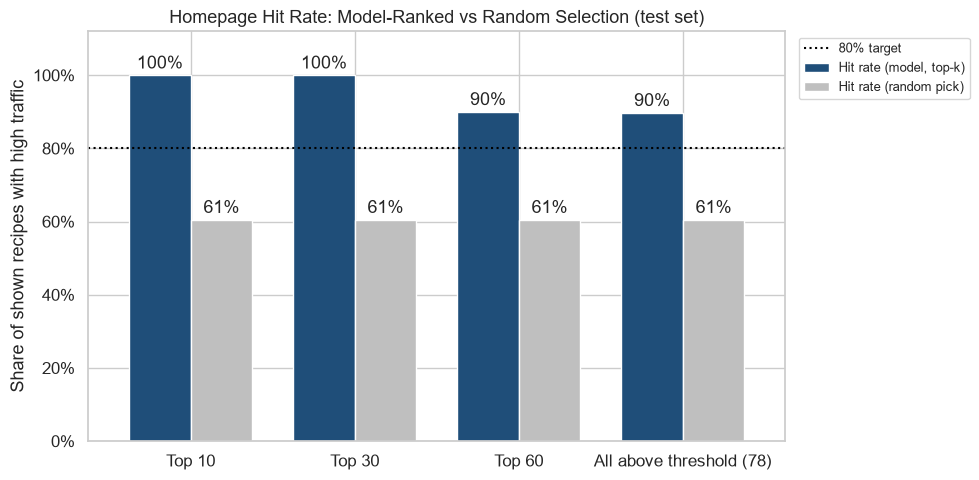 Homepage Hit Rate: Model-Ranked vs Random Selection (test set)
80% target
Hit rate (model, top-k)
Hit rate (random pick)
Share of shown recipes with high traffic
100%
80%
60%
40%
20%
0%
100%
61%
100%
61%
90%
61%
90%
61%
Top 10
Top 30
Top 60
All above threshold (78)